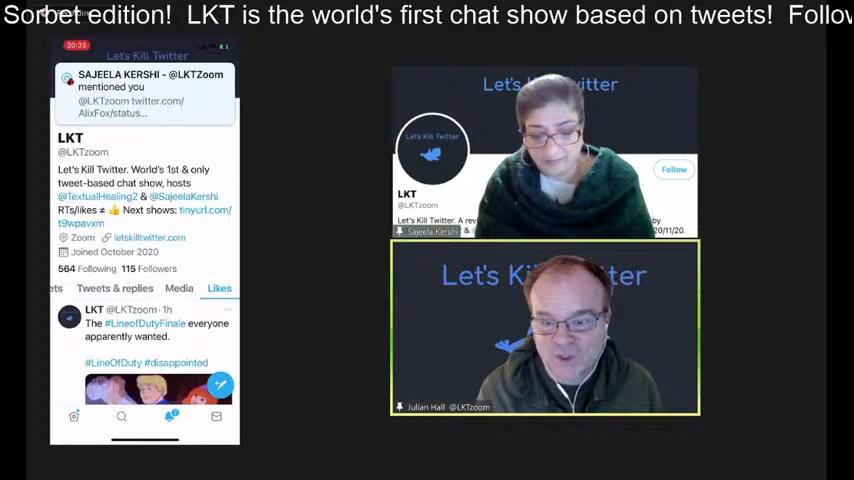 Sorbet edition!  LKT is the world's first chat show based on tweets!  Follow
20:33
Let's Kill Twitter
SAJEELA KERSHI - @LKTZoom
mentioned you
@LKTzoom twitter.com/
AlixFox/status...
LKT
@LKTzoom
Let's Kill Twitter. World's 1st & only
tweet-based chat show, hosts
@TextualHealing2 & @SajeelaKershi
RTs/likes ≠ 👍 Next shows: tinyurl.com/
t9wpavxm
Zoom letskilltwitter.com
Joined October 2020
564 Following 115 Followers
ets Tweets & replies Media Likes
LKT @LKTzoom · 1h
The #LineofDutyFinale everyone
apparently wanted.
#LineOfDuty #disappointed
Let's Kill Twitter
Let's Kill Twitter
Follow
LKT
@LKTzoom
Let's Kill Twitter. A rev by
20/11/20.
Sajeela Kershi
Let's Ki tter
Julian Hall @LKTzoom